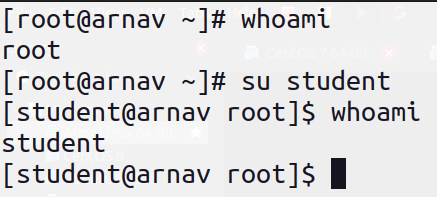 [root@arnav ~]# whoami
root
[root@arnav ~]# su student
[student@arnav root]$ whoami
student
[student@arnav root]$